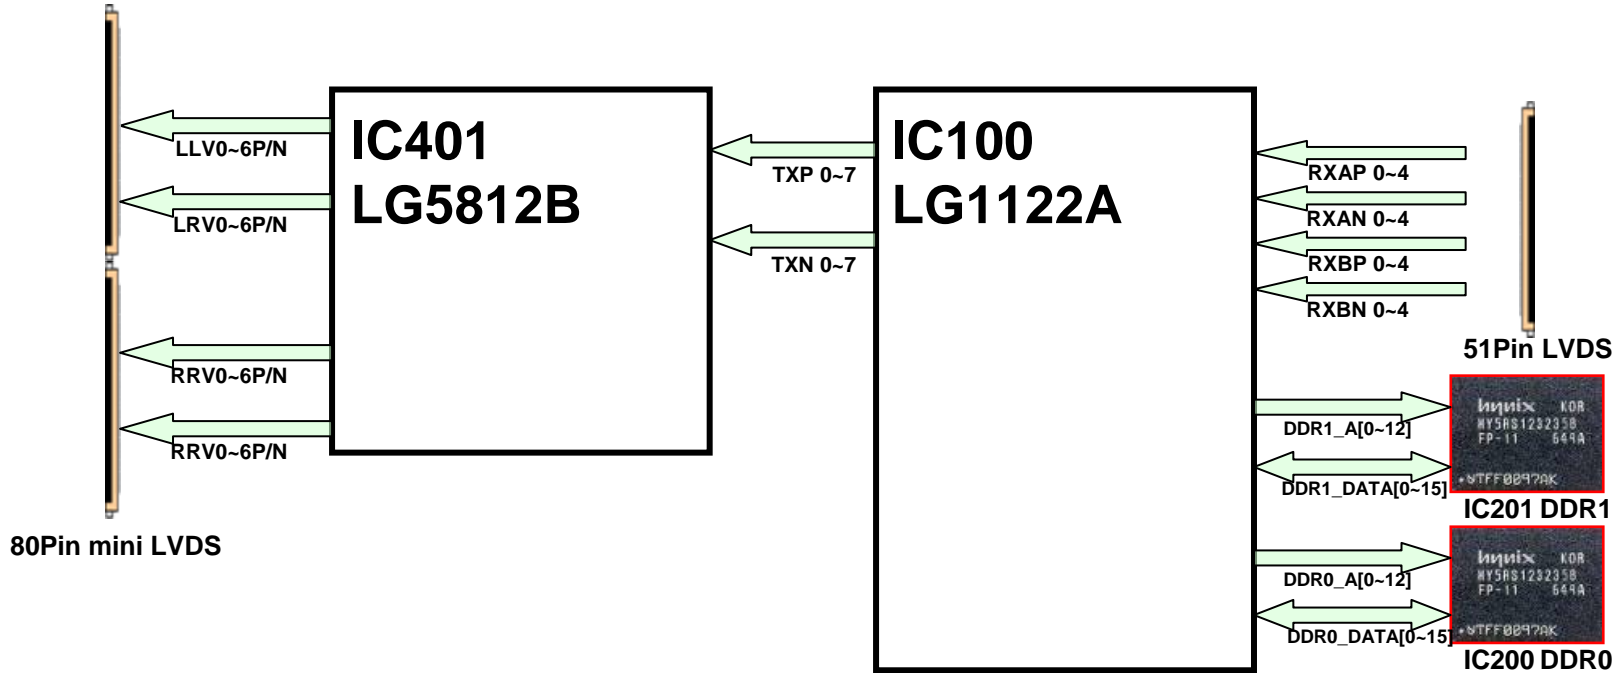 LLV0~6P/N
LRV0~6P/N
RRV0~6P/N
RRV0~6P/N
80Pin mini LVDS
IC401
LG5812B
TXP 0~7
TXN 0~7
IC100
LG1122A
RXAP 0~4
RXAN 0~4
RXBP 0~4
RXBN 0~4
51Pin LVDS
DDR1_A[0~12]
DDR1_DATA[0~15]
hynix KOR
HY5RS123235B
FP-11 644A
IC201 DDR1
DDR0_A[0~12]
DDR0_DATA[0~15]
hynix KOR
HY5RS123235B
FP-11 644A
IC200 DDR0